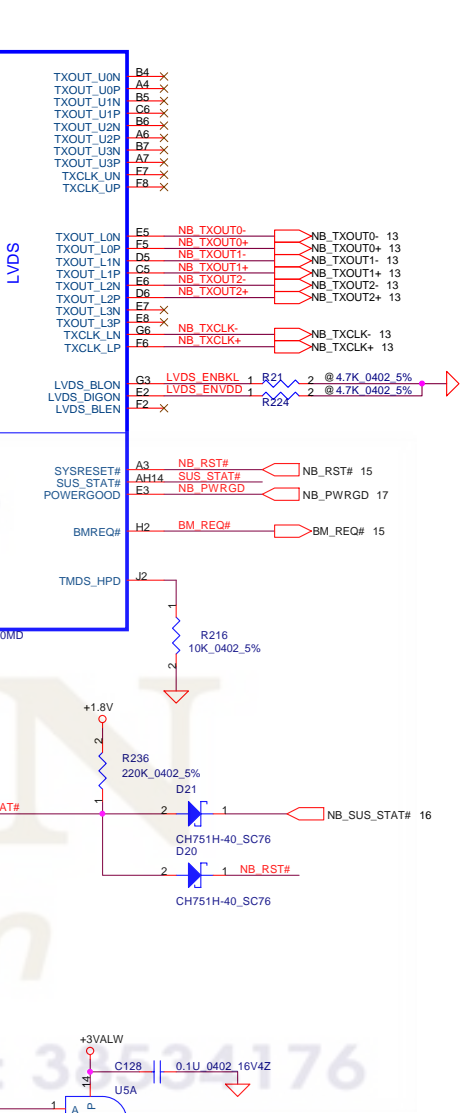 TXOUT_U0N B4
TXOUT_U0P A4
TXOUT_U1N B5
TXOUT_U1P C6
TXOUT_U2N B6
TXOUT_U2P A6
TXOUT_U3N B7
TXOUT_U3P A7
TXCLK_UN F7
TXCLK_UP F8
LVDS
TXOUT_L0N E5 NB_TXOUT0- NB_TXOUT0- 13
TXOUT_L0P F5 NB_TXOUT0+ NB_TXOUT0+ 13
TXOUT_L1N D5 NB_TXOUT1- NB_TXOUT1- 13
TXOUT_L1P C5 NB_TXOUT1+ NB_TXOUT1+ 13
TXOUT_L2N E6 NB_TXOUT2- NB_TXOUT2- 13
TXOUT_L2P D6 NB_TXOUT2+ NB_TXOUT2+ 13
TXOUT_L3N E7
TXOUT_L3P E8
TXCLK_LN G6 NB_TXCLK- NB_TXCLK- 13
TXCLK_LP F6 NB_TXCLK+ NB_TXCLK+ 13
LVDS_BLON G3 LVDS_ENBKL 1 R21 2 @4.7K_0402_5%
LVDS_DIGON E2 LVDS_ENVDD 1 R224 2 @4.7K_0402_5%
LVDS_BLEN F2
SYSRESET# A3 NB_RST# NB_RST# 15
SUS_STAT# AH14 SUS_STAT#
POWERGOOD E3 NB_PWRGD NB_PWRGD 17
BMREQ# H2 BM_REQ# BM_REQ# 15
TMDS_HPD J2
0MD
1
R216
10K_0402_5%
2
+1.8V
2
R236
220K_0402_5%
1
D21
AT# 2 1 NB_SUS_STAT# 16
CH751H-40_SC76
D20
2 1 NB_RST#
CH751H-40_SC76
+3VALW
C128 0.1U_0402_16V4Z
: 38534176
14
U5A
1 A P
N
n